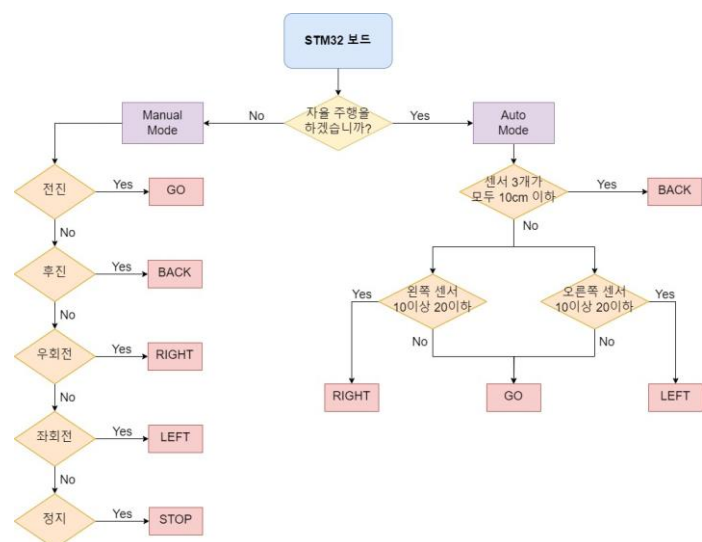 STM32 보드
자율 주행을
하겠습니까?
No
Yes
Manual
Mode
Auto
Mode
전진
Yes
GO
No
후진
Yes
BACK
No
우회전
Yes
RIGHT
No
좌회전
Yes
LEFT
No
정지
Yes
STOP
센서 3개가
모두 10cm 이하
Yes
BACK
No
왼쪽 센서
10이상 20이하
Yes
No
RIGHT
GO
오른쪽 센서
10이상 20이하
Yes
No
LEFT